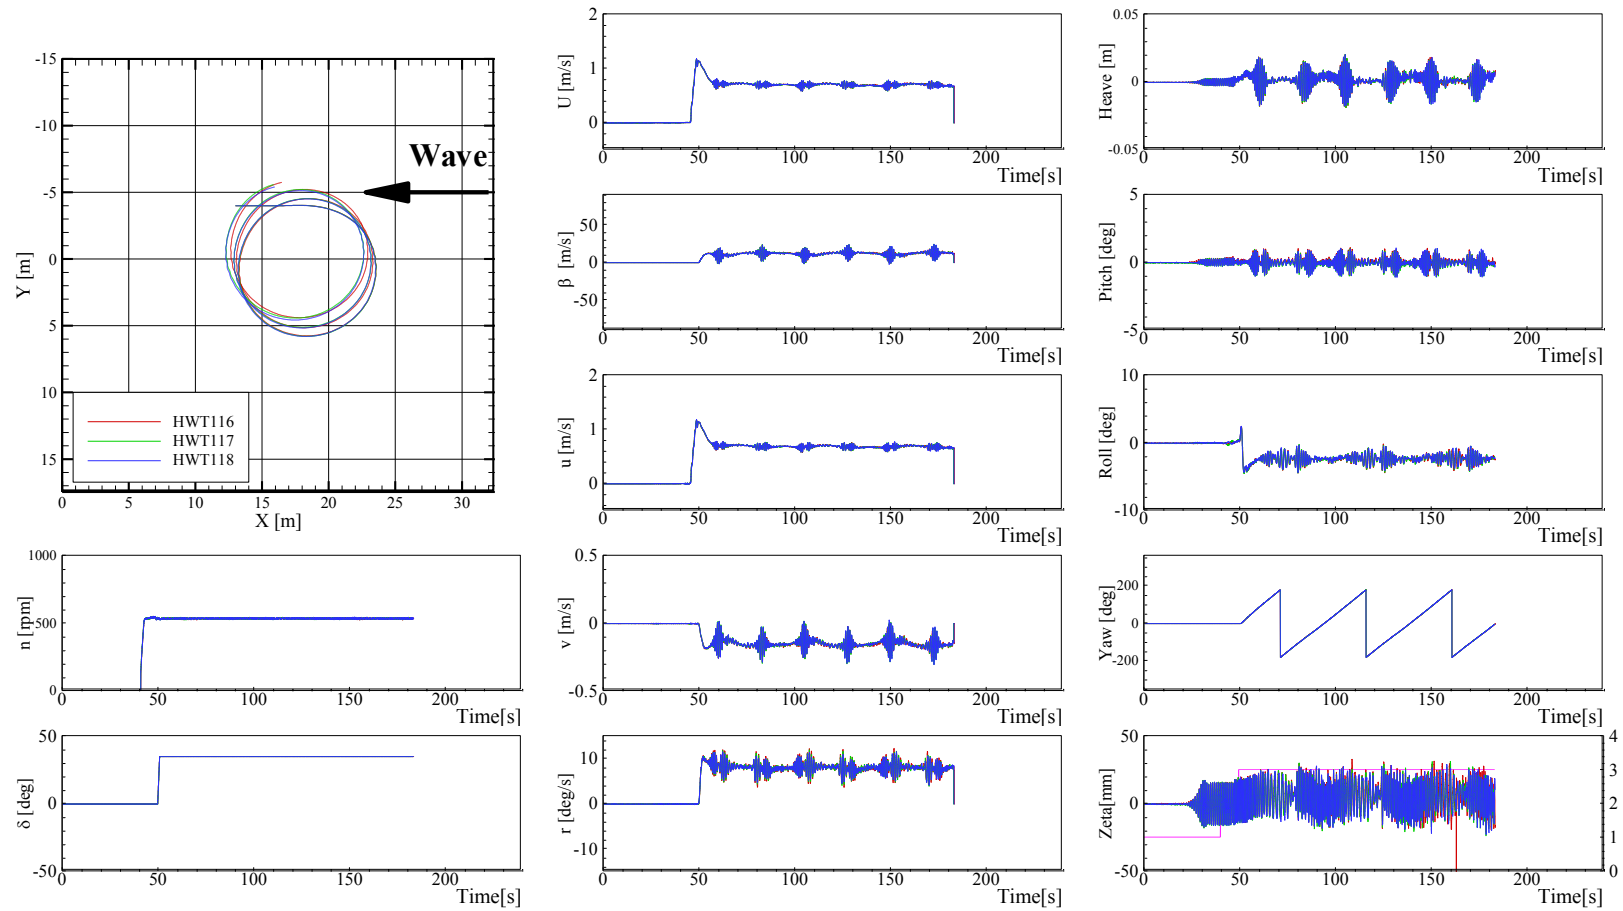 -15
-10
-5
0
5
10
15
Y [m]
Wave
HWT116
HWT117
HWT118
0 5 10 15 20 25 30
X [m]
1000
500
0
n [rpm]
0 50 100 150 200
Time[s]
50
0
-50
δ [deg]
0 50 100 150 200
Time[s]
2
1
0
U [m/s]
0 50 100 150 200
Time[s]
50
0
-50
β [m/s]
0 50 100 150 200
Time[s]
2
1
0
u [m/s]
0 50 100 150 200
Time[s]
0.5
0
-0.5
v [m/s]
0 50 100 150 200
Time[s]
10
0
-10
r [deg/s]
0 50 100 150 200
Time[s]
0.05
0
-0.05
Heave [m]
0 50 100 150 200
Time[s]
5
0
-5
Pitch [deg]
0 50 100 150 200
Time[s]
10
0
-10
Roll [deg]
0 50 100 150 200
Time[s]
200
0
-200
Yaw [deg]
0 50 100 150 200
Time[s]
50
0
-50
Zeta[mm]
4
3
2
1
0
0 50 100 150 200
Time[s]